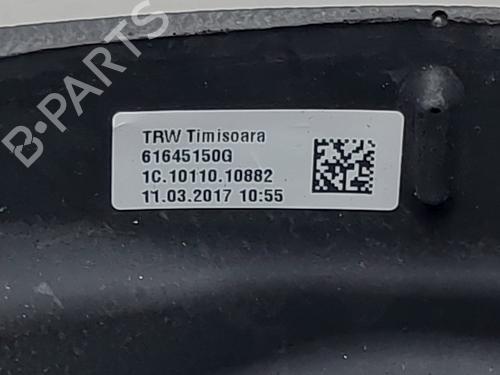 B-PARTS
TRW Timisoara
61645150G
1C.10110.10882
11.03.2017 10:55